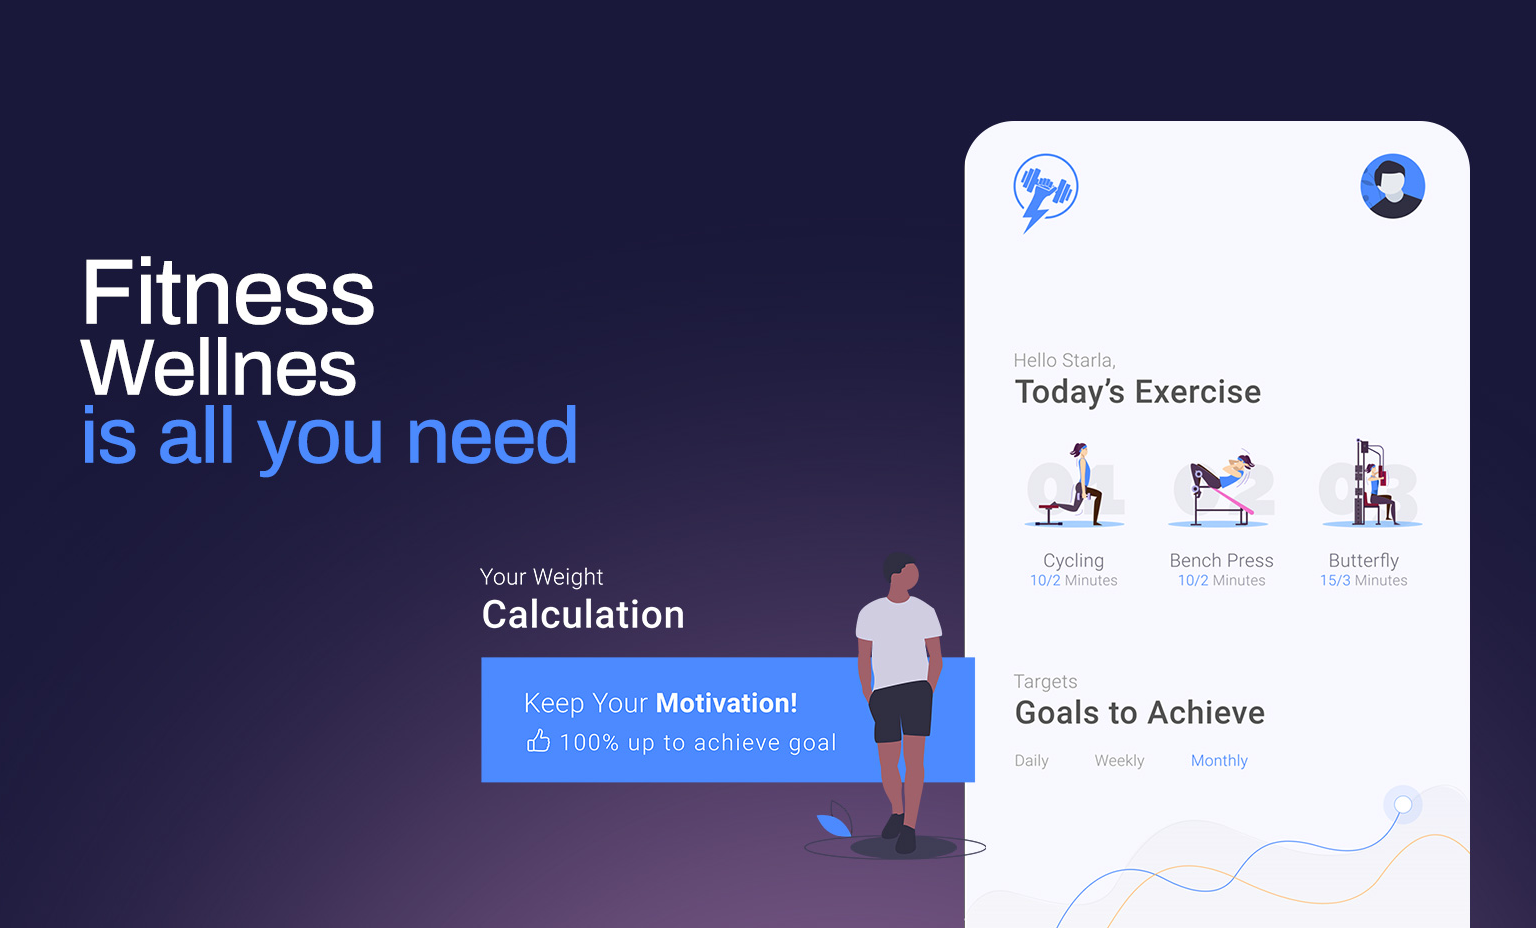 Fitness
Wellnes
is all you need
Your Weight
Calculation
Keep Your Motivation!
100% up to achieve goal
Hello Starla,
Today's Exercise
01 02 03
Cycling Bench Press Butterfly
10/2 Minutes 10/2 Minutes 15/3 Minutes
Targets
Goals to Achieve
Daily Weekly Monthly